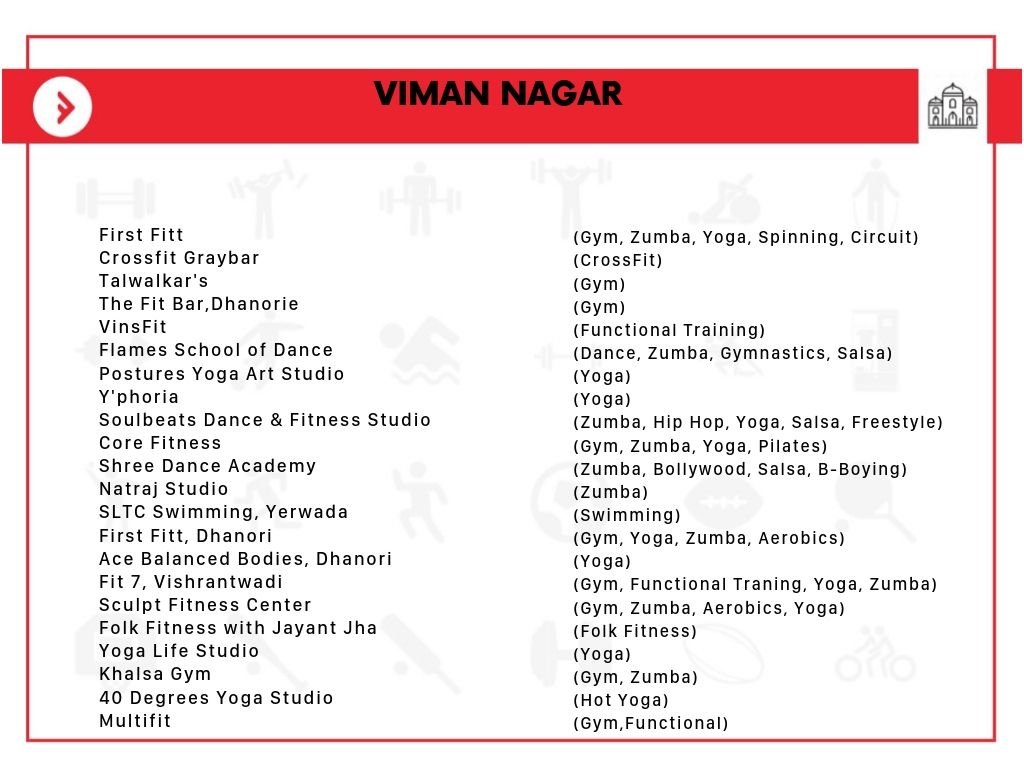 VIMAN NAGAR
First Fitt (Gym, Zumba, Yoga, Spinning, Circuit)
Crossfit Graybar (CrossFit)
Talwalkar's (Gym)
The Fit Bar,Dhanorie (Gym)
VinsFit (Functional Training)
Flames School of Dance (Dance, Zumba, Gymnastics, Salsa)
Postures Yoga Art Studio (Yoga)
Y'phoria (Yoga)
Soulbeats Dance & Fitness Studio (Zumba, Hip Hop, Yoga, Salsa, Freestyle)
Core Fitness (Gym, Zumba, Yoga, Pilates)
Shree Dance Academy (Zumba, Bollywood, Salsa, B-Boying)
Natraj Studio (Zumba)
SLTC Swimming, Yerwada (Swimming)
First Fitt, Dhanori (Gym, Yoga, Zumba, Aerobics)
Ace Balanced Bodies, Dhanori (Yoga)
Fit 7, Vishrantwadi (Gym, Functional Traning, Yoga, Zumba)
Sculpt Fitness Center (Gym, Zumba, Aerobics, Yoga)
Folk Fitness with Jayant Jha (Folk Fitness)
Yoga Life Studio (Yoga)
Khalsa Gym (Gym, Zumba)
40 Degrees Yoga Studio (Hot Yoga)
Multifit (Gym,Functional)